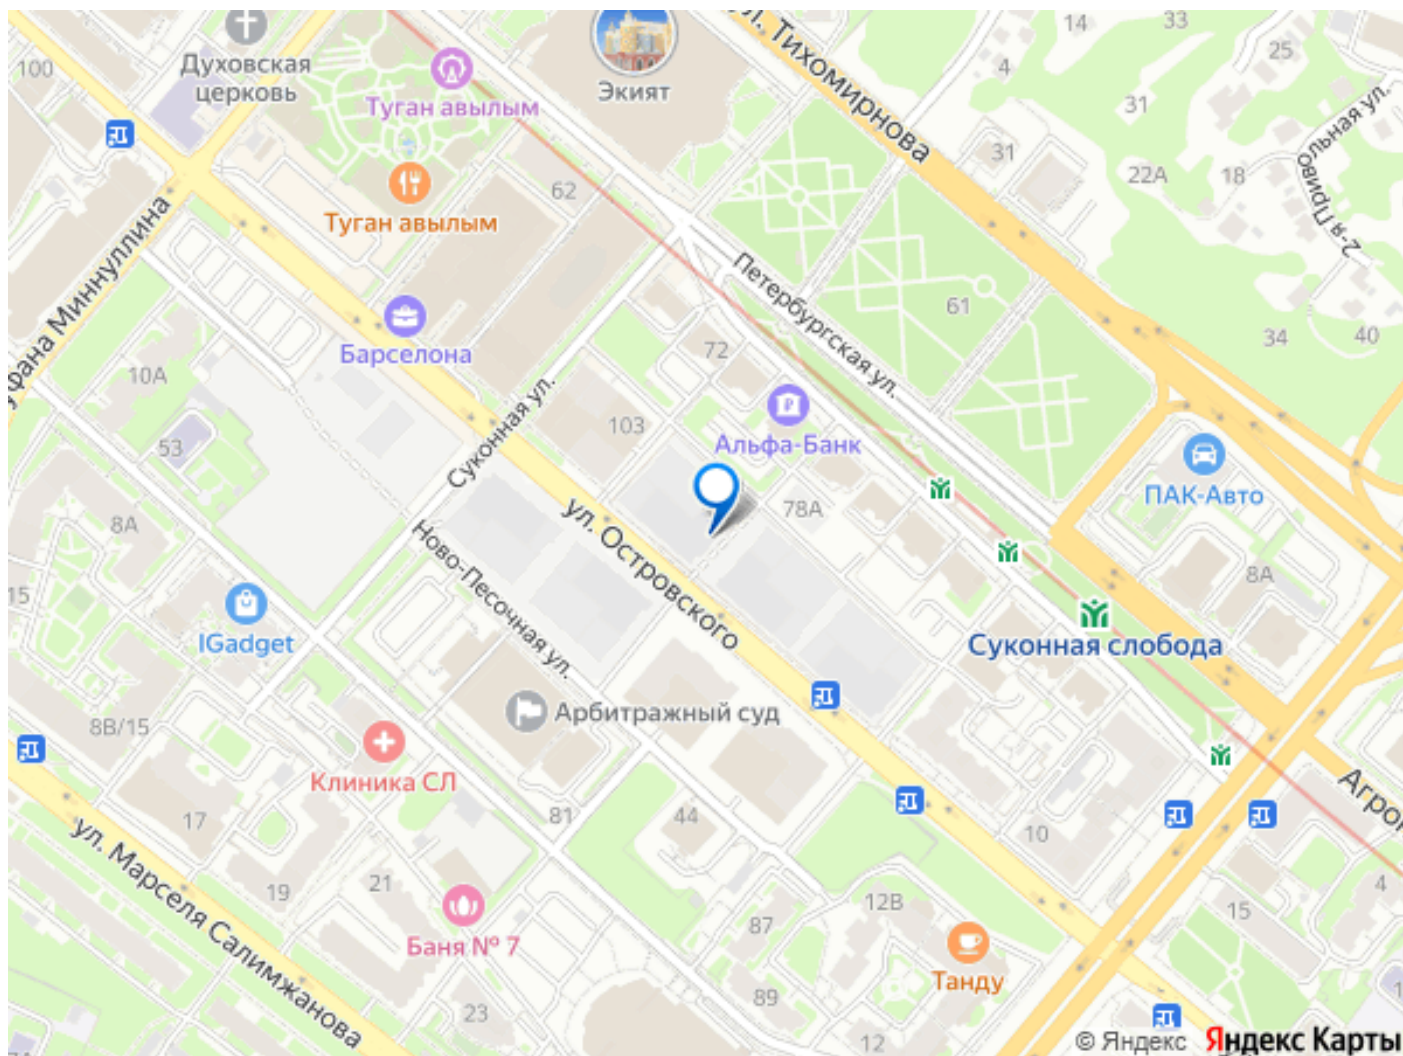 ул. Тихомирнова
14
33
25
Духовская
церковь
100
Туган авылым
Экият
4
31
31
2-я Привольная ул.
22А
18
Туган авылым
62
Петербургская ул.
61
34
40
Барселона
72
10А
53
Суконная ул.
103
Альфа-Банк
ПАК-Авто
78А
8А
ул. Островского
Ново-Песочная ул.
8А
15
IGadget
Суконная слобода
8В/15
Арбитражный суд
Клиника СЛ
17
81
44
10
ул. Марселя Салимжанова
19
21
Баня № 7
87
12В
15
4
Танду
89
23
12
© Яндекс Яндекс Карты